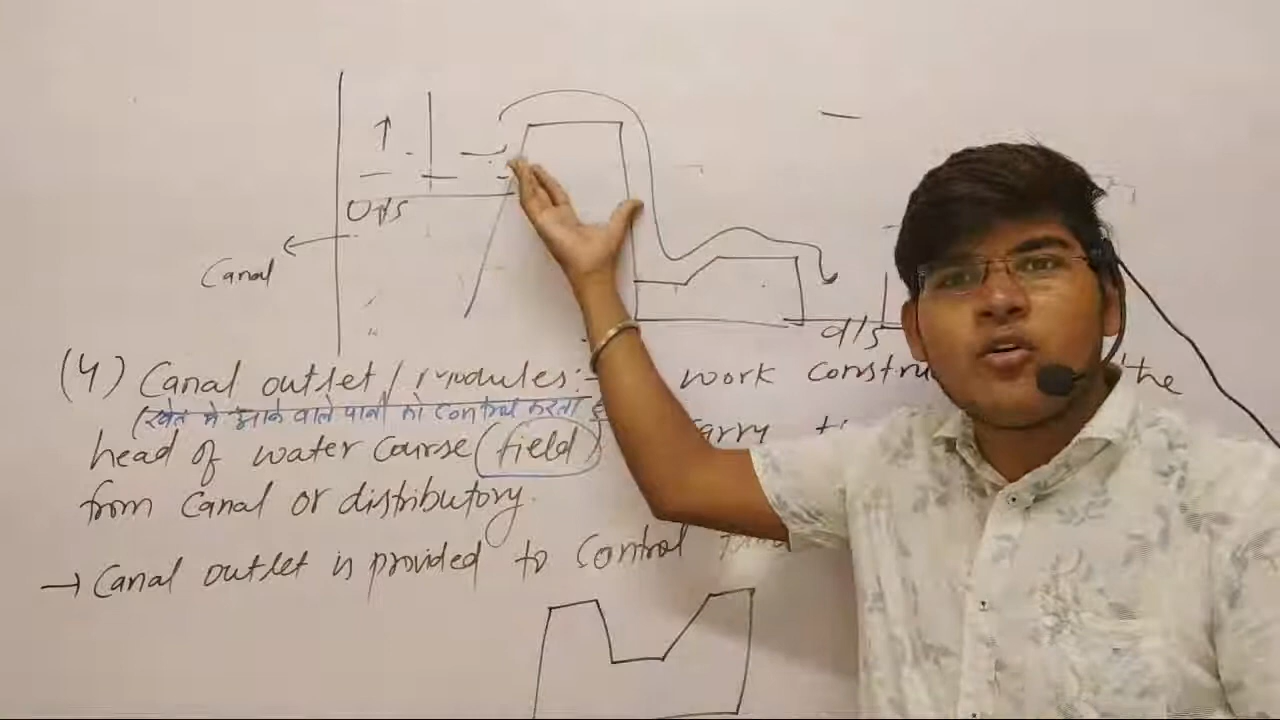 U/S
Canal
d/s
(4) Canal outlet / Modules:- work constru the
(खेत मे जाने वाले पानी को control करता है
head of water course (field) carry
from canal or distributory.
→ Canal outlet is provided to control